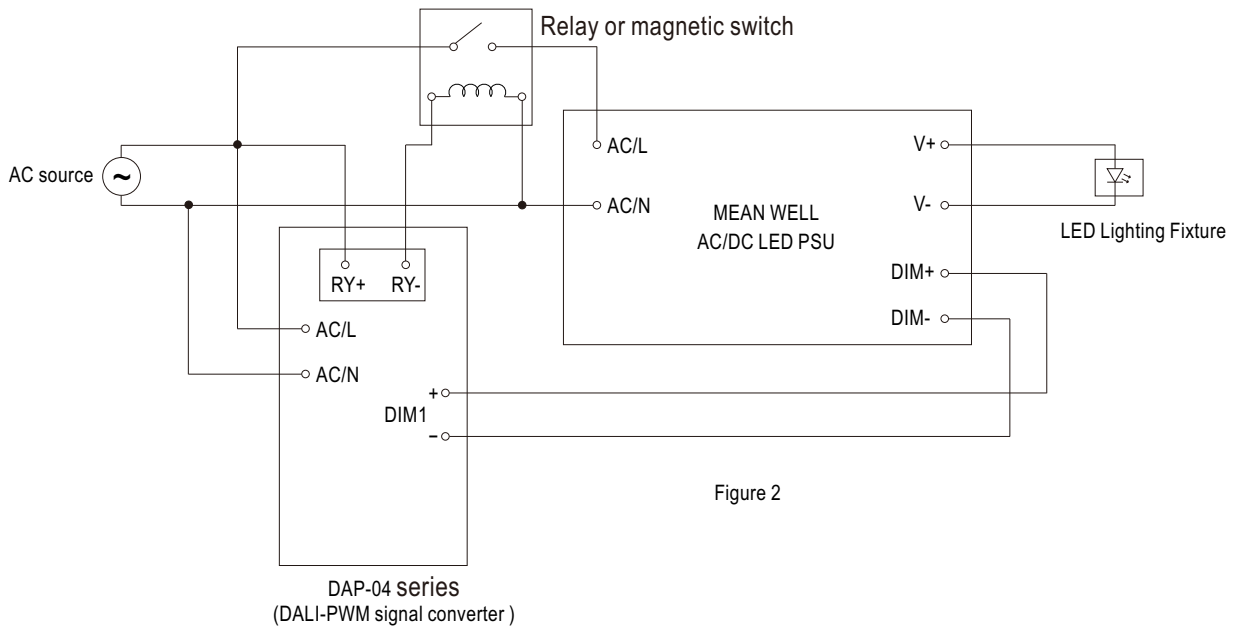 Relay or magnetic switch
AC source
~
AC/L
AC/N
MEAN WELL
AC/DC LED PSU
V+
V-
DIM+
DIM-
LED Lighting Fixture
RY+ RY-
AC/L
AC/N
+
DIM1
-
Figure 2
DAP-04 series
(DALI-PWM signal converter )